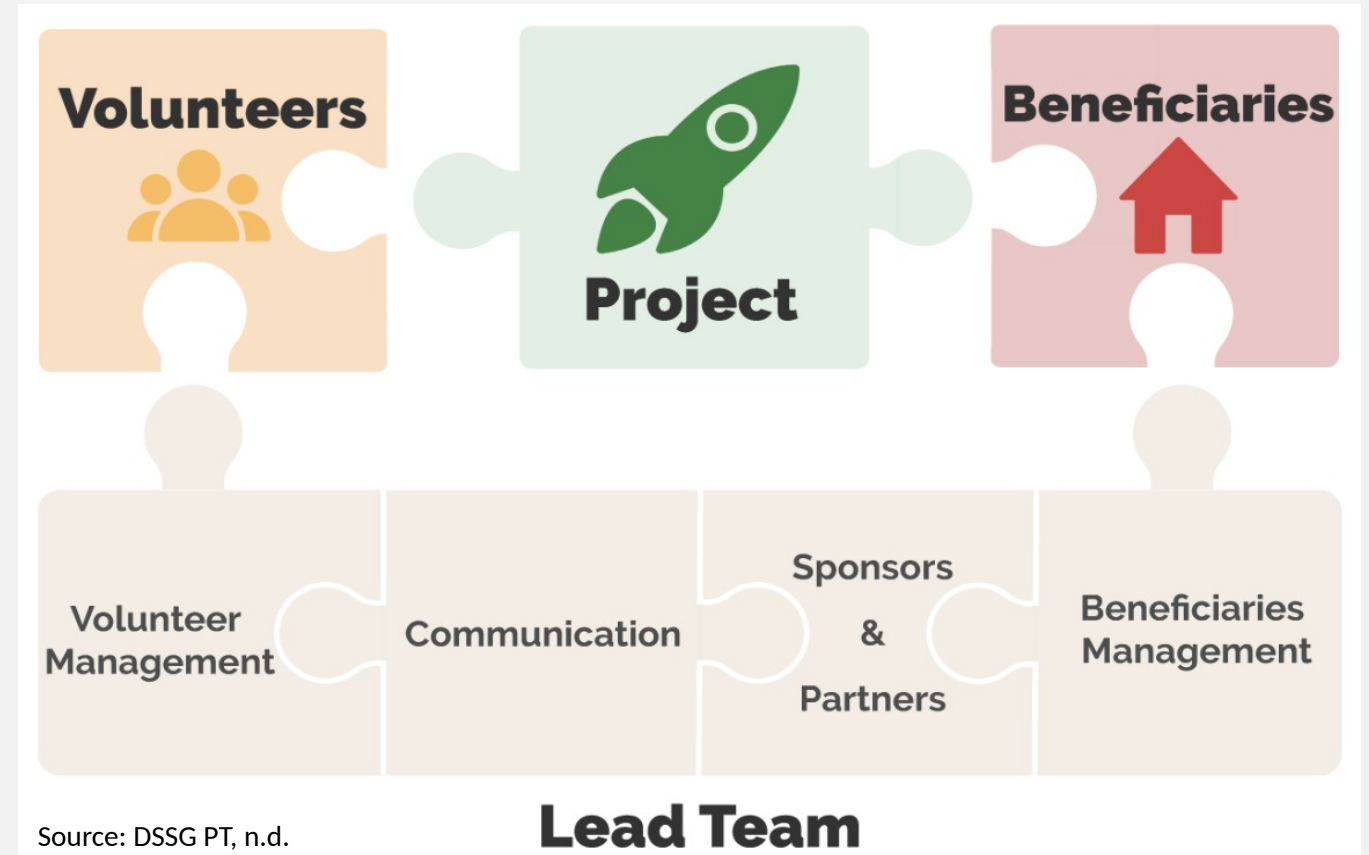 Volunteers
Project
Beneficiaries
Volunteer
Management
Communication
Sponsors
&
Partners
Beneficiaries
Management
Lead Team
Source: DSSG PT, n.d.